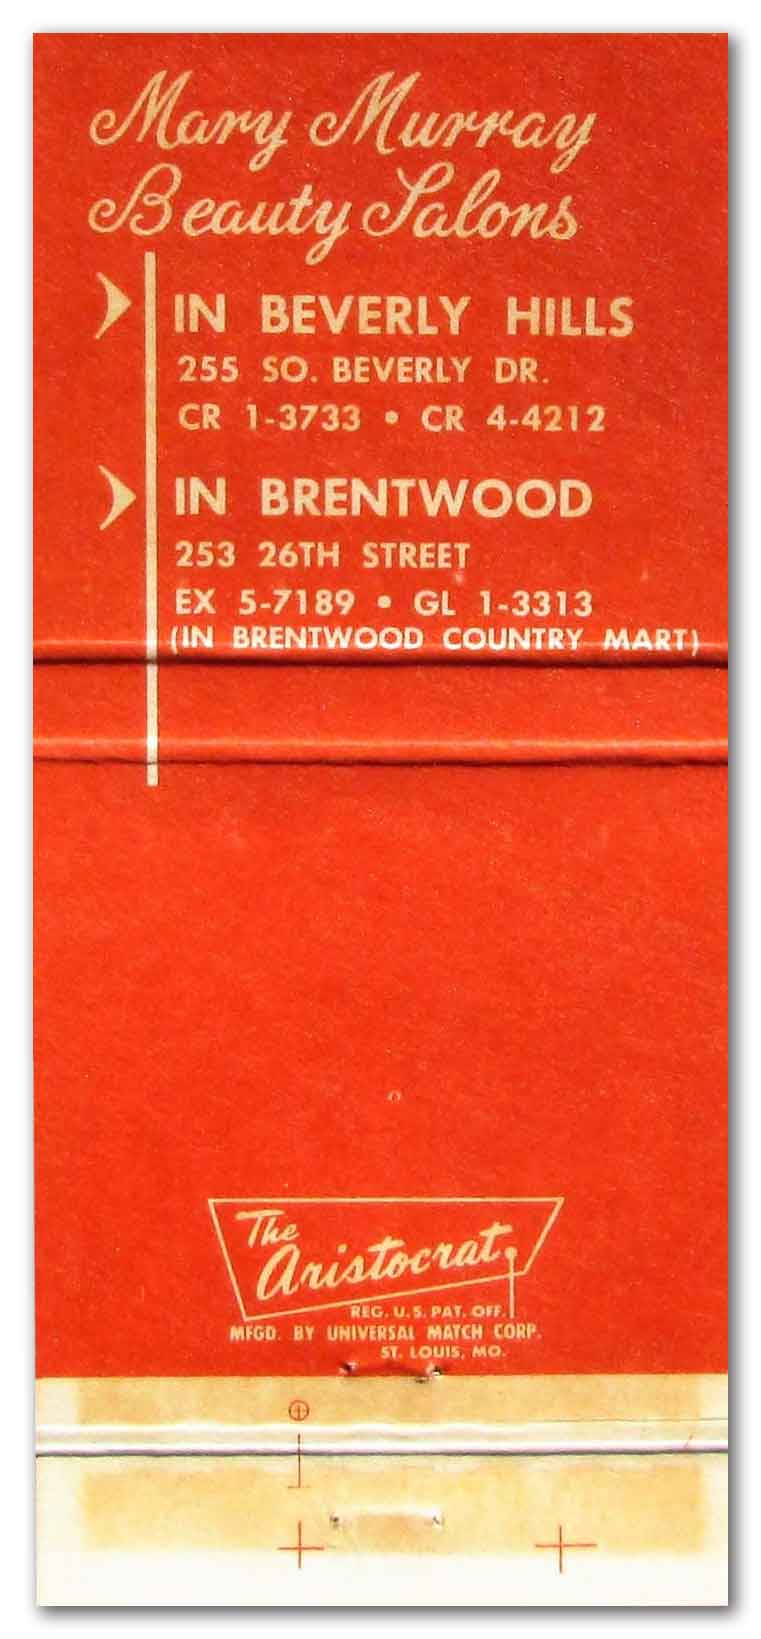 Mary Murray
Beauty Salons
IN BEVERLY HILLS
255 SO. BEVERLY DR.
CR 1-3733 • CR 4-4212
IN BRENTWOOD
253 26TH STREET
EX 5-7189 • GL 1-3313
(IN BRENTWOOD COUNTRY MART)
The
Aristocrat
REG. U.S. PAT. OFF.
MFGD. BY UNIVERSAL MATCH CORP.
ST. LOUIS, MO.